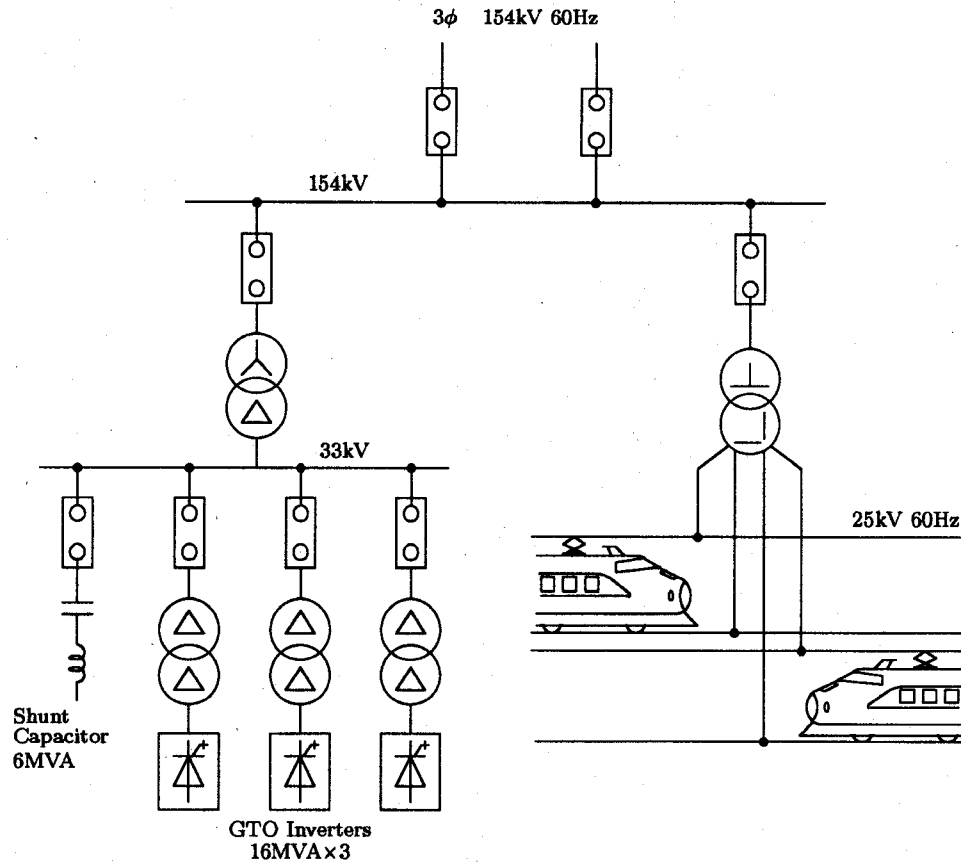 3ϕ 154kV 60Hz
154kV
33kV
25kV 60Hz
Shunt
Capacitor
6MVA
GTO Inverters
16MVA×3